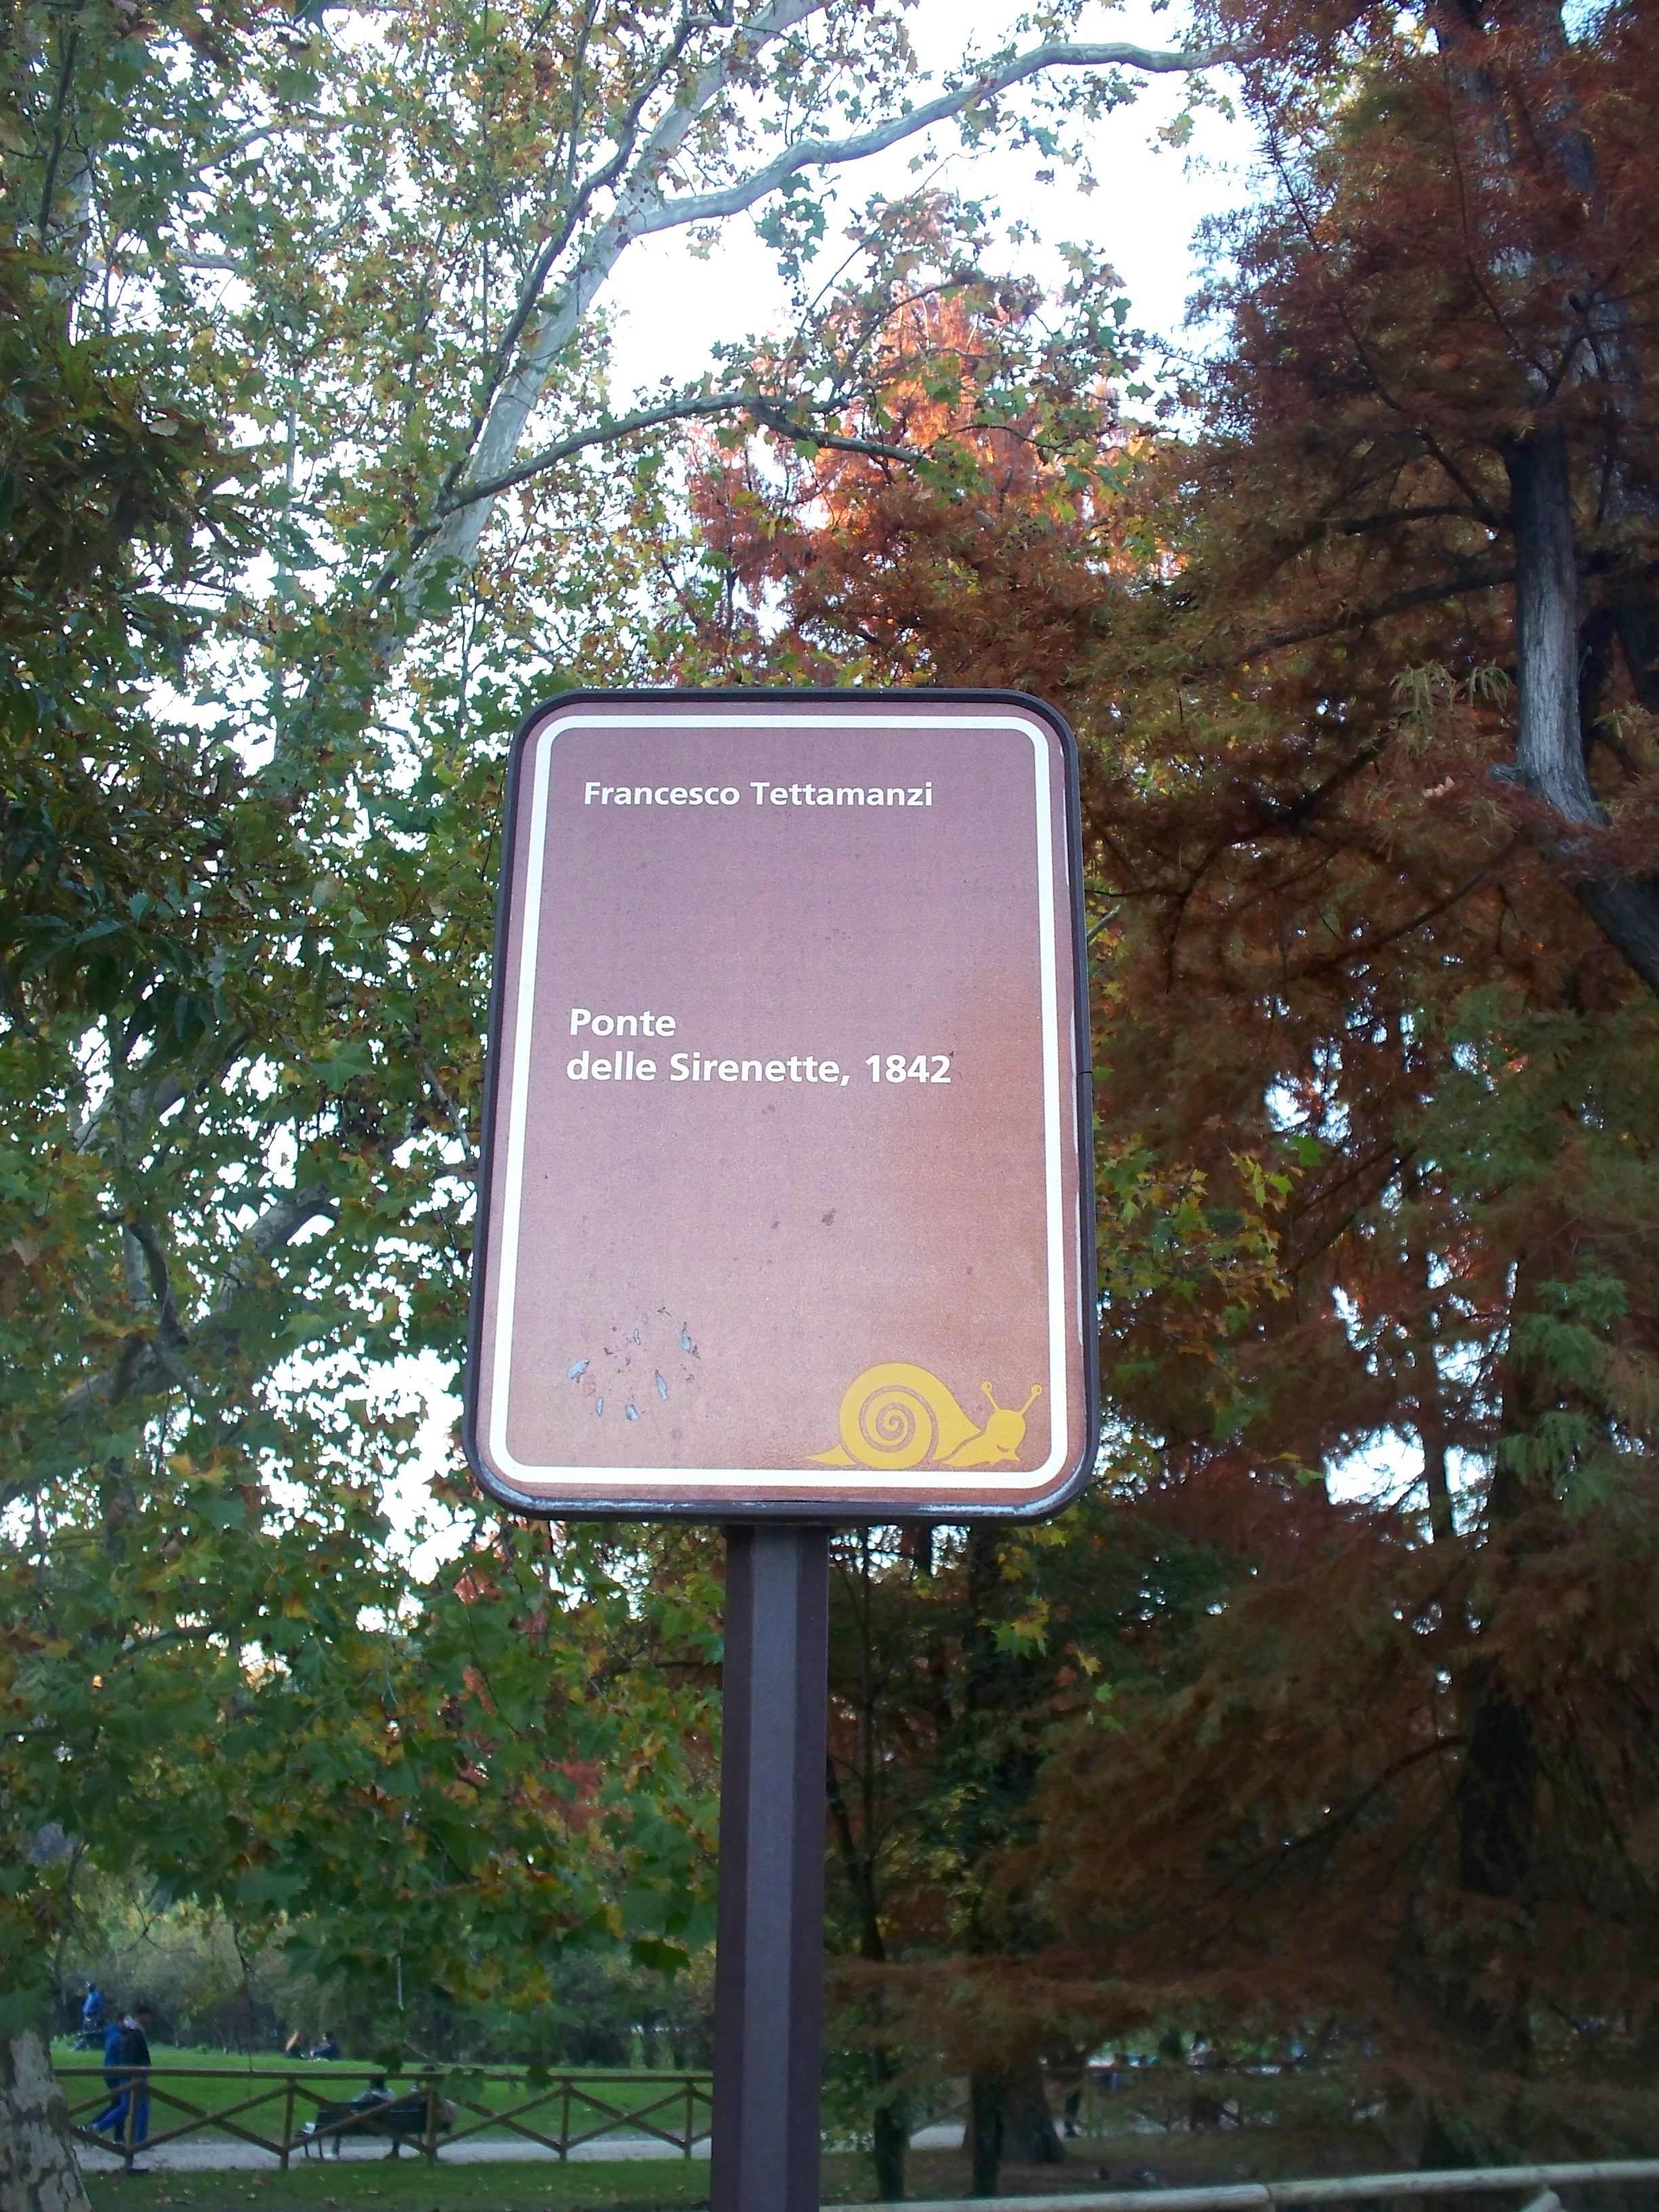 Francesco Tettamanzi
Ponte
delle Sirenette, 1842